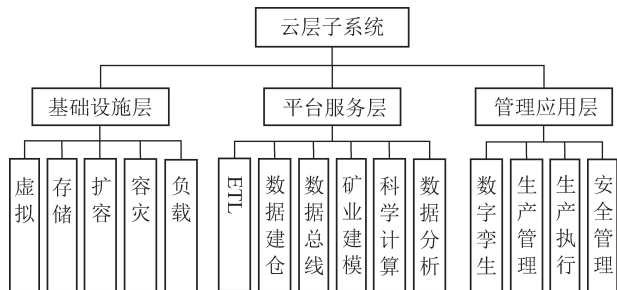 云层子系统
基础设施层
平台服务层
管理应用层
虚拟
存储
扩容
容灾
负载
ETL
数据建仓
数据总线
矿业建模
科学计算
数据分析
数字孪生
生产管理
生产执行
安全管理